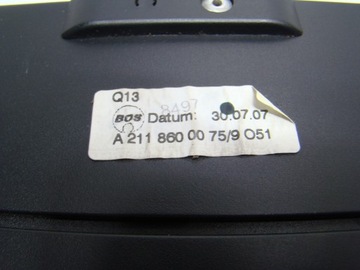 Q13
8497
BOS Datum: 30.07.07
A 211 860 00 75/9 O51